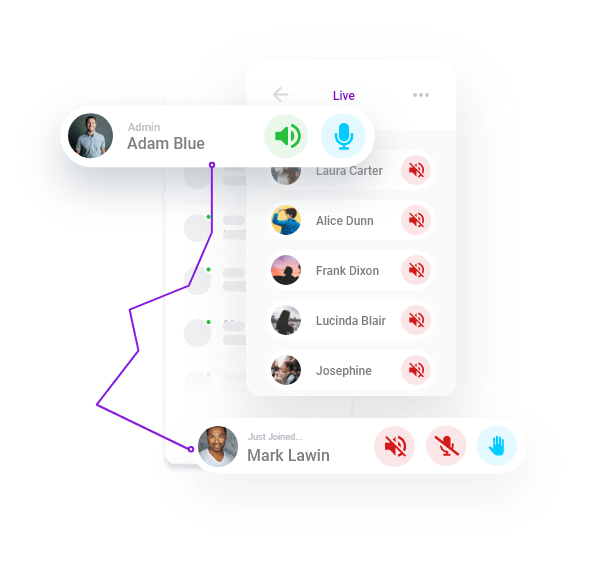 Live
Admin
Adam Blue
Laura Carter
Alice Dunn
Frank Dixon
Lucinda Blair
Josephine
Just Joined...
Mark Lawin